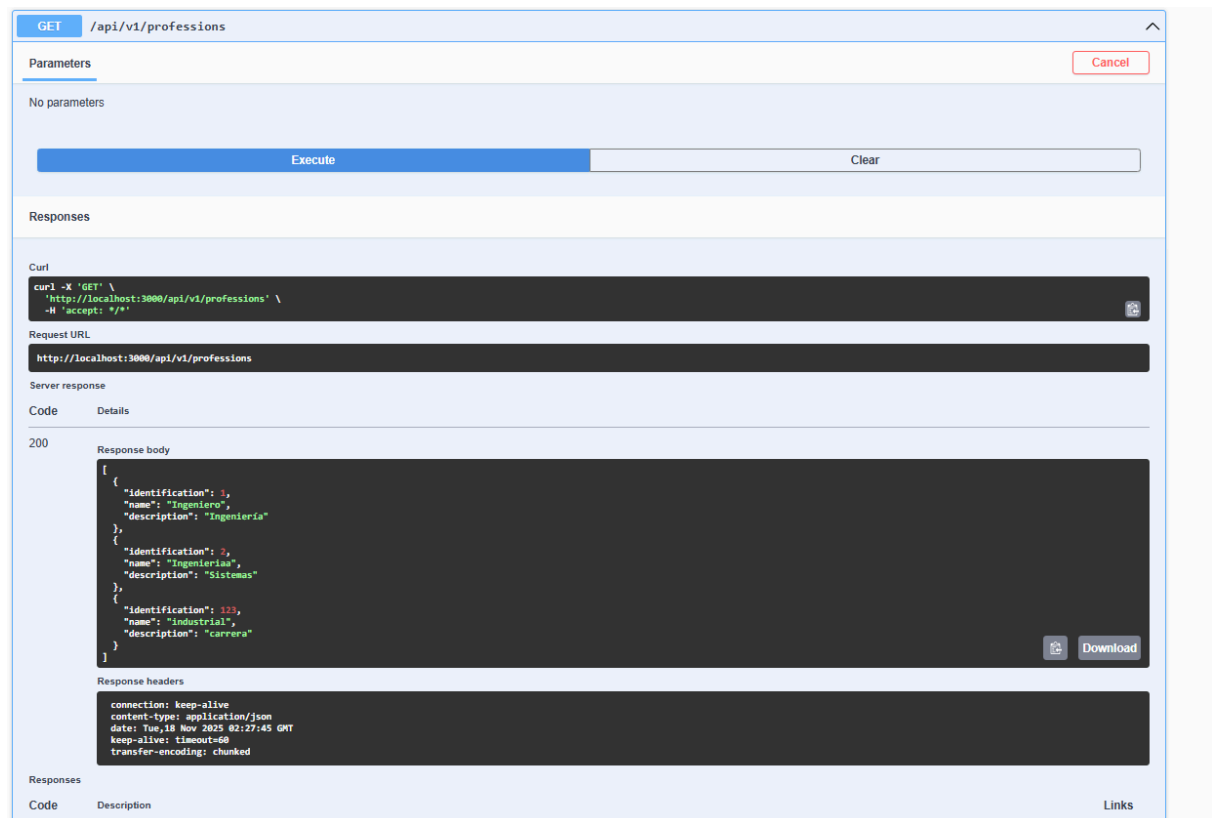 GET /api/v1/professions
Parameters Cancel
No parameters
Execute Clear
Responses
Curl
curl -X 'GET' \
  'http://localhost:3000/api/v1/professions' \
  -H 'accept: */*'
Request URL
http://localhost:3000/api/v1/professions
Server response
Code Details
200
Response body
[
  {
    "identification": 1,
    "name": "Ingeniero",
    "description": "Ingeniería"
  },
  {
    "identification": 2,
    "name": "Ingenieriaa",
    "description": "Sistemas"
  },
  {
    "identification": 123,
    "name": "industrial",
    "description": "carrera"
  }
]
Download
Response headers
connection: keep-alive
content-type: application/json
date: Tue,18 Nov 2025 02:27:45 GMT
keep-alive: timeout=60
transfer-encoding: chunked
Responses
Code Description Links